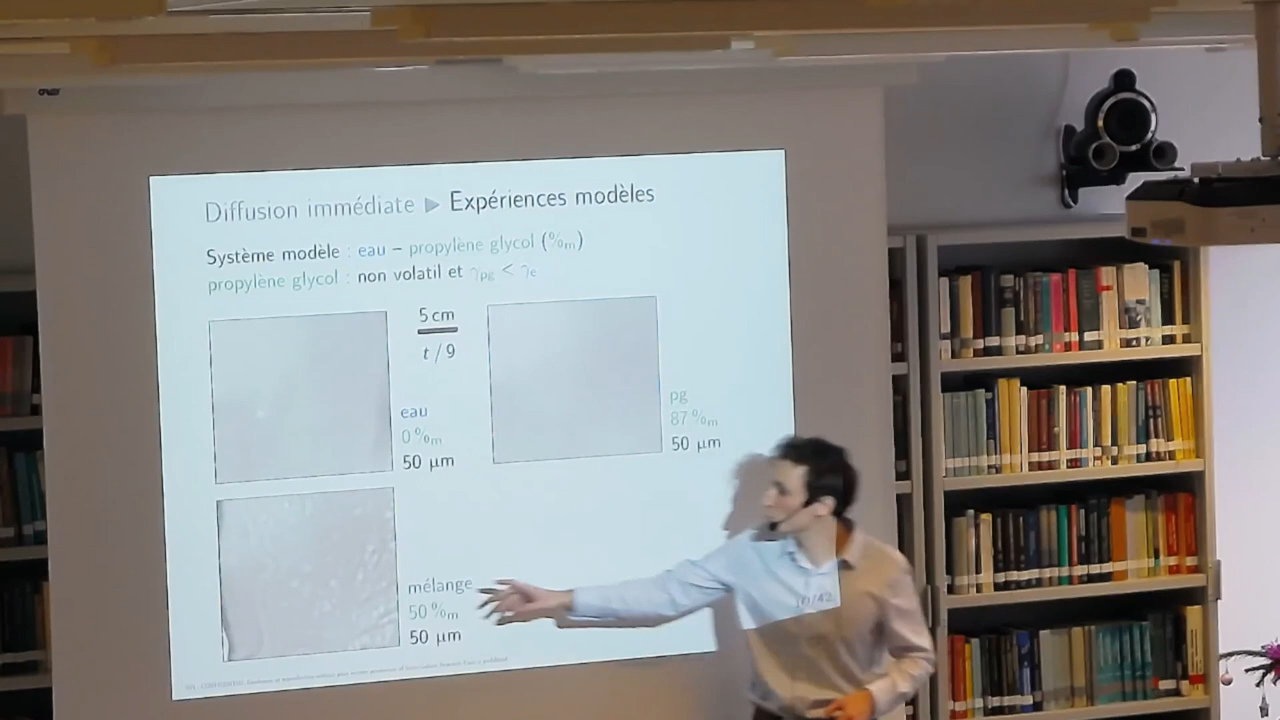 Diffusion immédiate ▶ Expériences modèles
Système modèle : eau – propylène glycol (%m)
propylène glycol : non volatil et γpg < γe
5 cm
t / 9
eau
0 %m
50 µm
pg
87 %m
50 µm
mélange
50 %m
50 µm
/42